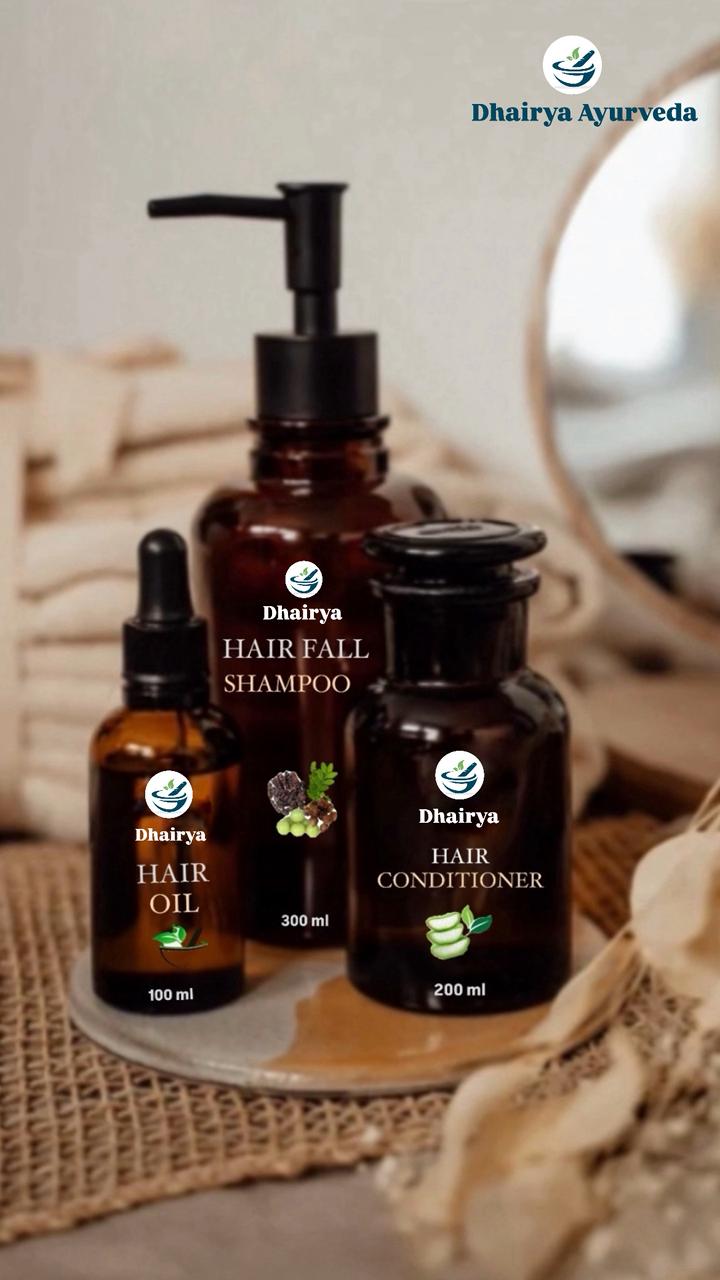 Dhairya Ayurveda
Dhairya
HAIR FALL
SHAMPOO
300 ml
Dhairya
HAIR
OIL
100 ml
Dhairya
HAIR
CONDITIONER
200 ml